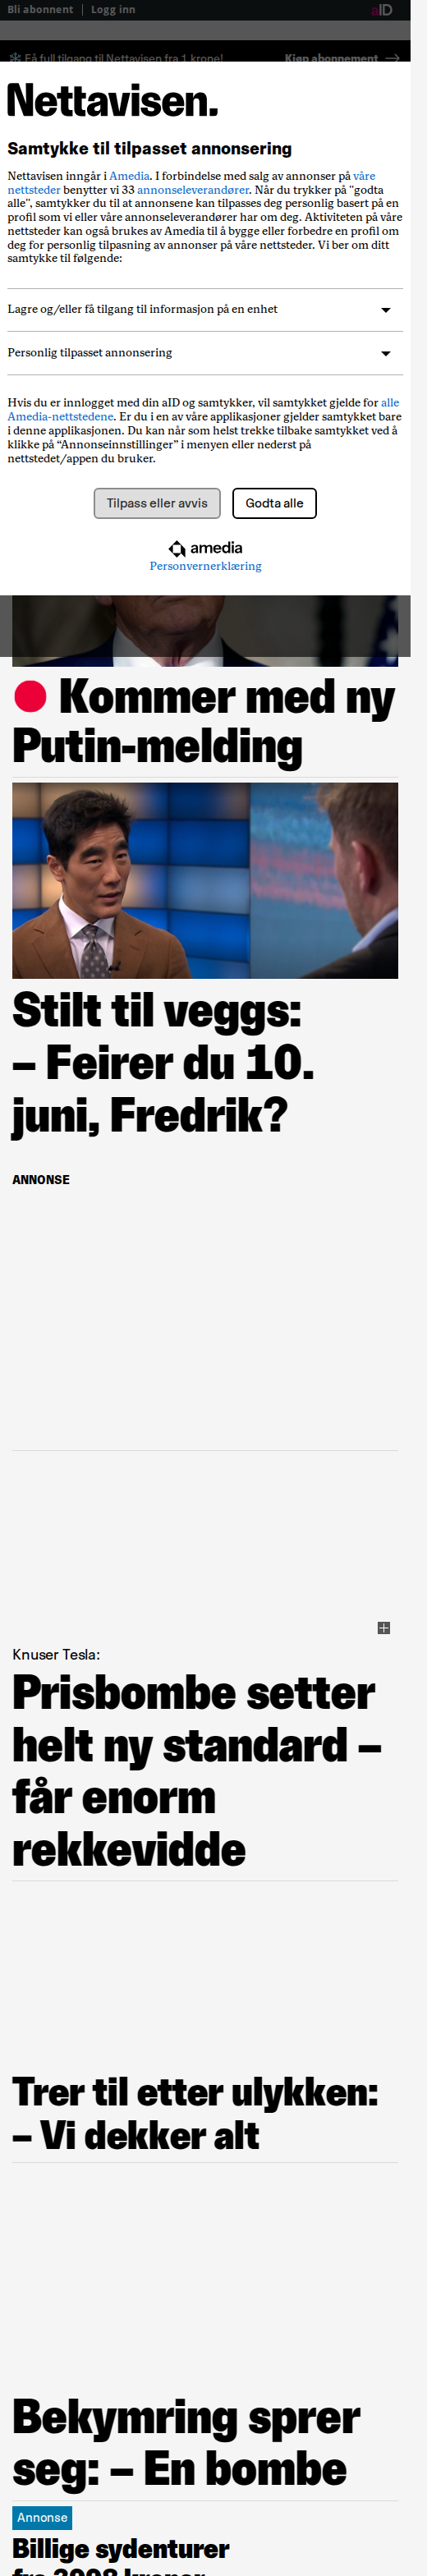 Bli abonnent | Logg inn
aID
Få full tilgang til Nettavisen fra 1 krone!
Kjøp abonnement
Nettavisen.
Samtykke til tilpasset annonsering
Nettavisen inngår i Amedia. I forbindelse med salg av annonser på våre
nettsteder benytter vi 33 annonseleverandører. Når du trykker på "godta
alle", samtykker du til at annonsene kan tilpasses deg personlig basert på en
profil som vi eller våre annonseleverandører har om deg. Aktiviteten på våre
nettsteder kan også brukes av Amedia til å bygge eller forbedre en profil om
deg for personlig tilpasning av annonser på våre nettsteder. Vi ber om ditt
samtykke til følgende:
Lagre og/eller få tilgang til informasjon på en enhet
Personlig tilpasset annonsering
Hvis du er innlogget med din aID og samtykker, vil samtykket gjelde for alle
Amedia-nettstedene. Er du i en av våre applikasjoner gjelder samtykket bare
i denne applikasjonen. Du kan når som helst trekke tilbake samtykket ved å
klikke på “Annonseinnstillinger” i menyen eller nederst på
nettstedet/appen du bruker.
Tilpass eller avvis
Godta alle
amedia
Personvernerklæring
Kommer med ny
Putin-melding
Stilt til veggs:
– Feirer du 10.
juni, Fredrik?
ANNONSE
Knuser Tesla:
Prisbombe setter
helt ny standard –
får enorm
rekkevidde
Trer til etter ulykken:
– Vi dekker alt
Bekymring sprer
seg: – En bombe
Annonse
Billige sydenturer